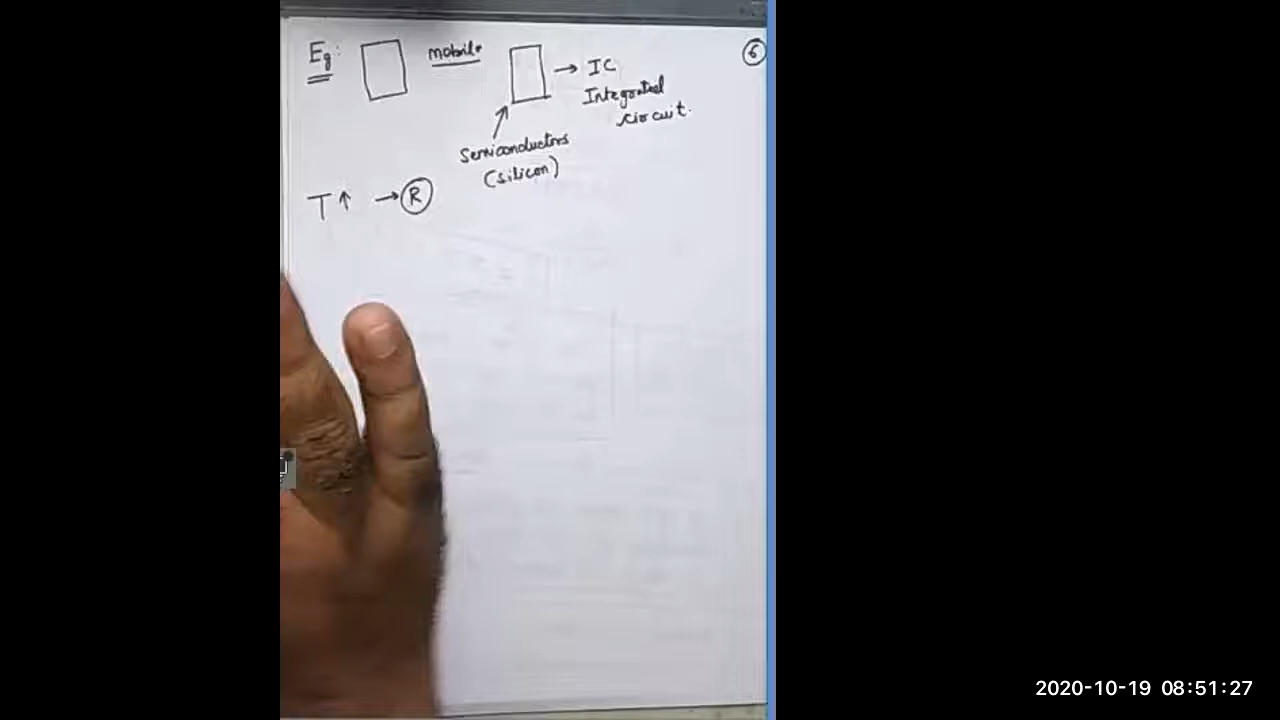 Eg: mobile → IC 6
Integrated
circuit.
Semiconductors
(silicon)
T↑ → R
2020-10-19 08:51:27